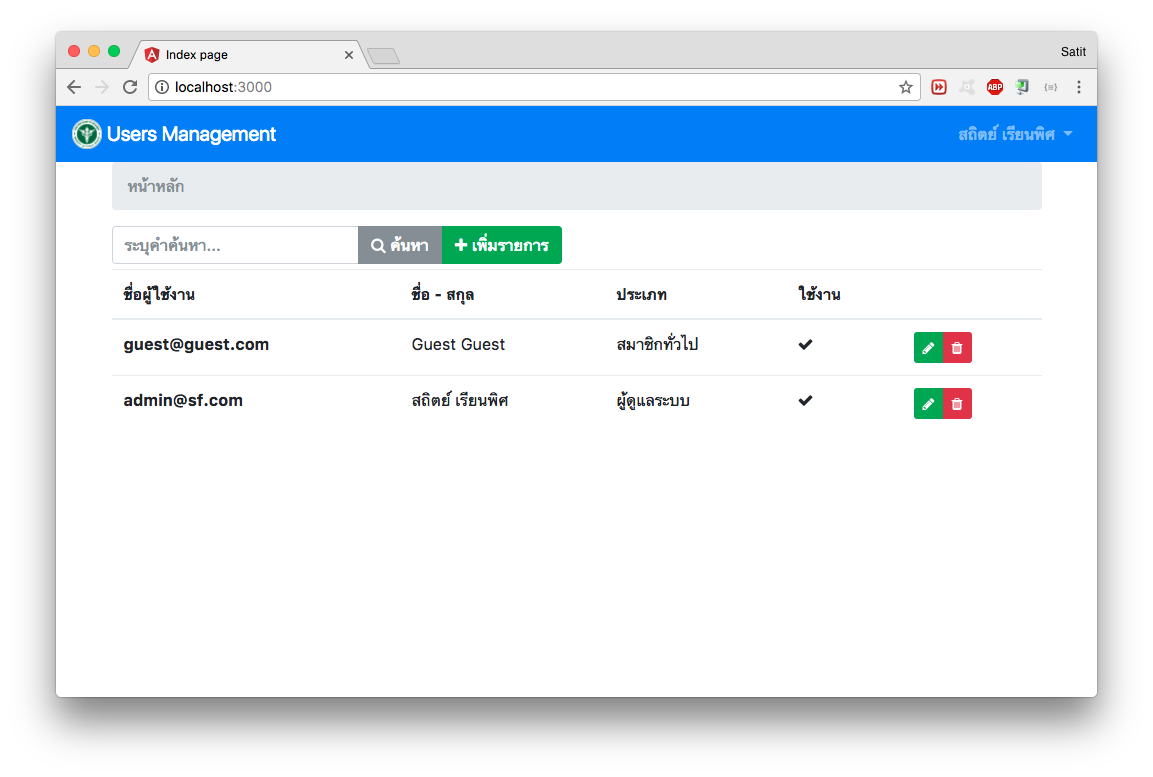 Index page
Satit
localhost:3000
ABP
Users Management
สถิตย์ เรียนพิศ
หน้าหลัก
ระบุคำค้นหา...
ค้นหา
เพิ่มรายการ
ชื่อผู้ใช้งาน ชื่อ - สกุล ประเภท ใช้งาน
guest@guest.com Guest Guest สมาชิกทั่วไป
admin@sf.com สถิตย์ เรียนพิศ ผู้ดูแลระบบ